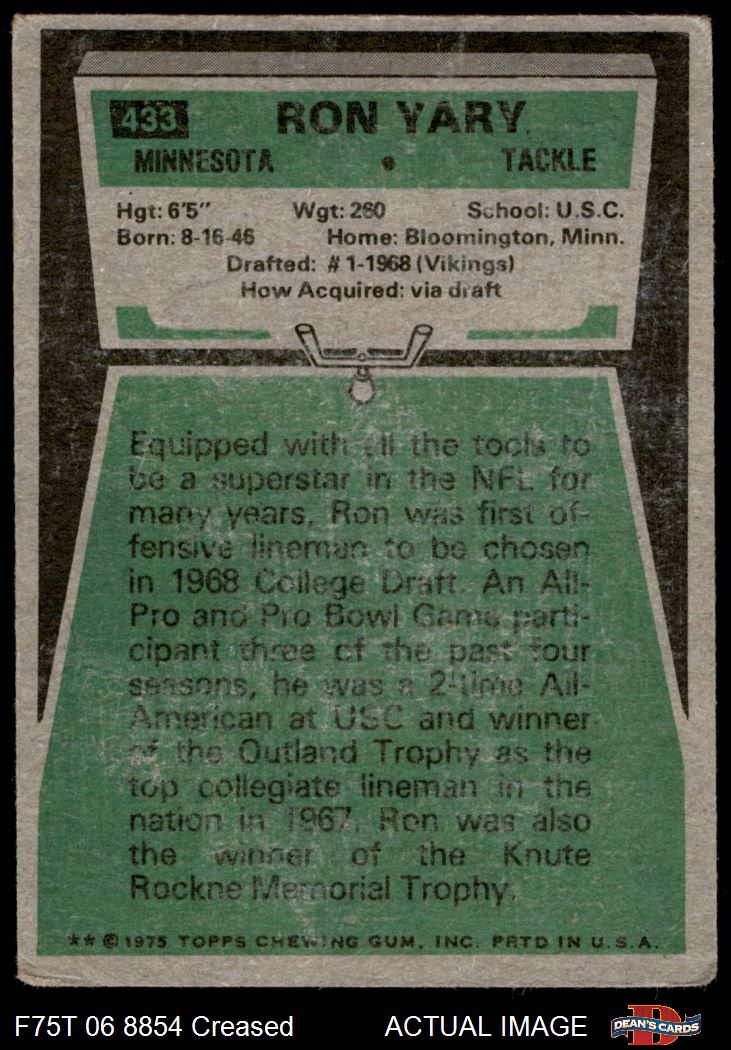 433 RON YARY
MINNESOTA • TACKLE
Hgt: 6'5" Wgt: 260 School: U.S.C.
Born: 8-16-46 Home: Bloomington, Minn.
Drafted: #1-1968 (Vikings)
How Acquired: via draft
Equipped with all the tools to
be a superstar in the NFL for
many years, Ron was first of-
fensive lineman to be chosen
in 1968 College Draft. An All-
Pro and Pro Bowl Game parti-
cipant three of the past four
seasons, he was a 2-time All-
American at USC and winner
of the Outland Trophy as the
top collegiate lineman in the
nation in 1967. Ron was also
the winner of the Knute
Rockne Memorial Trophy.
** © 1975 TOPPS CHEWING GUM, INC. PRTD IN U.S.A.
F75T 06 8854 Creased ACTUAL IMAGE D DEAN'S CARDS